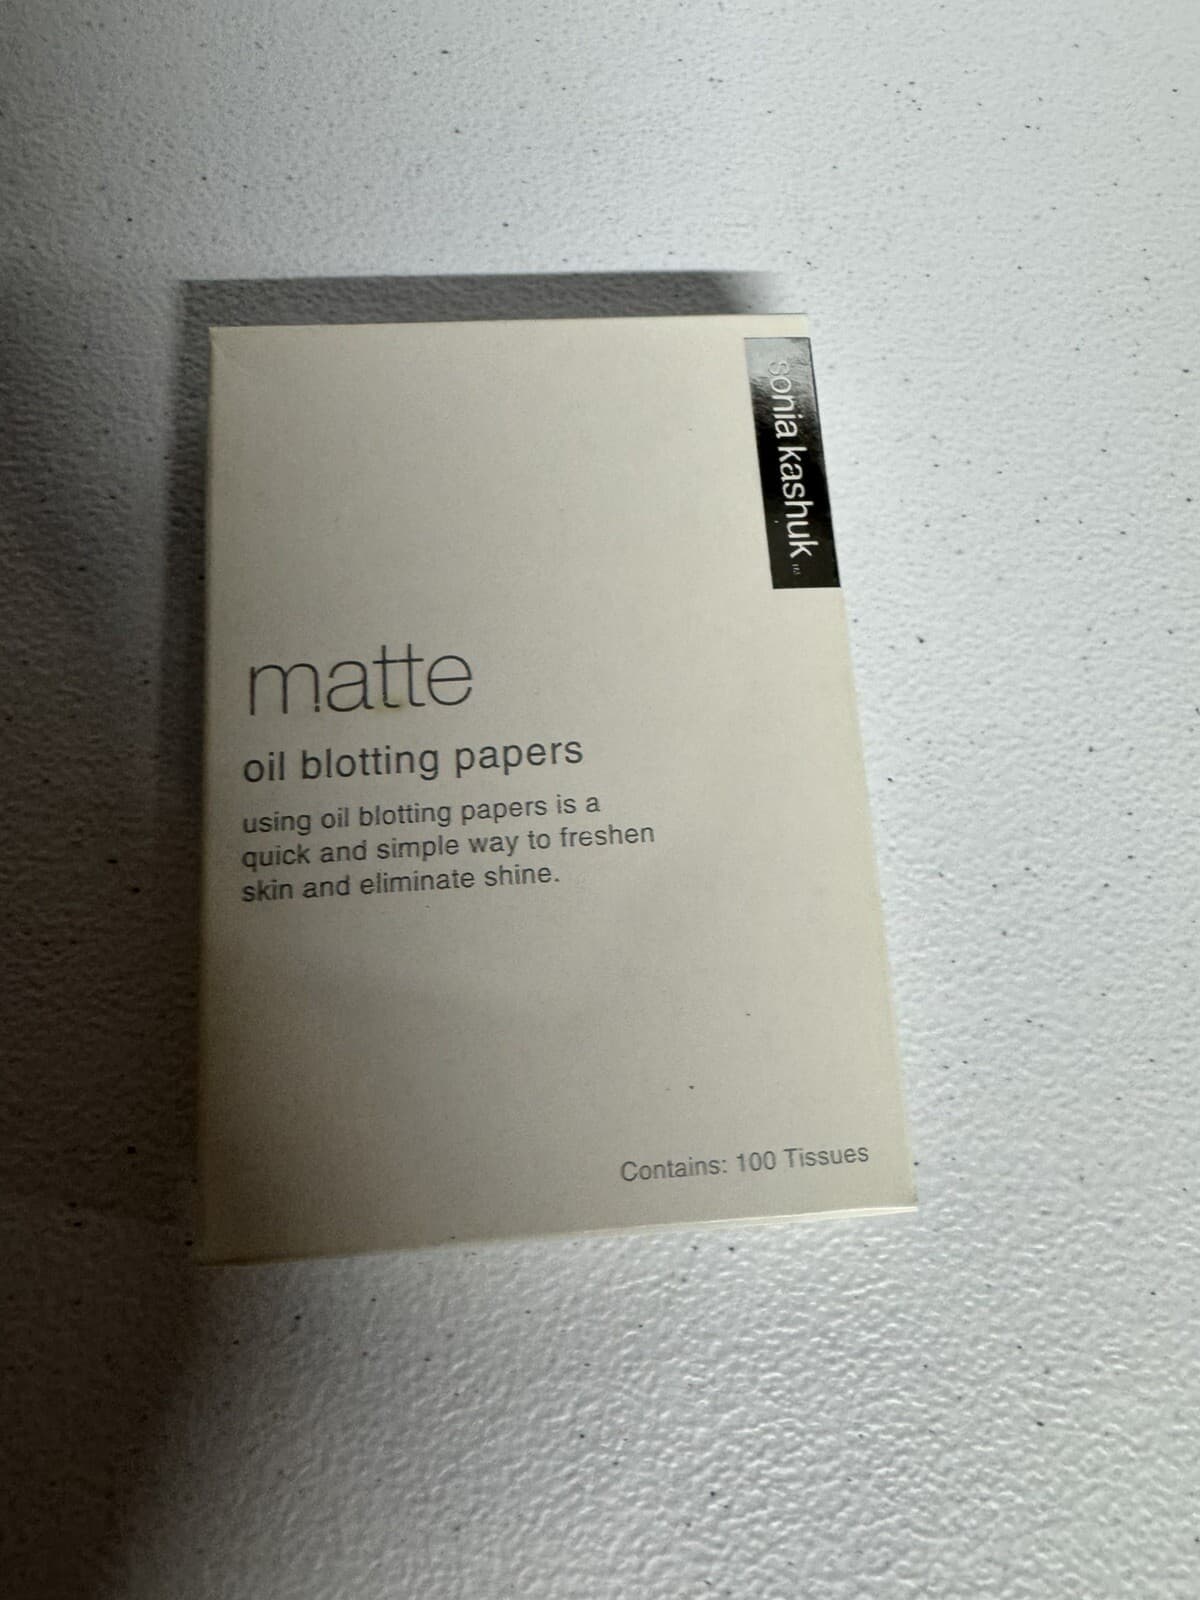 sonia kashuk
matte
oil blotting papers
using oil blotting papers is a
quick and simple way to freshen
skin and eliminate shine.
Contains: 100 Tissues